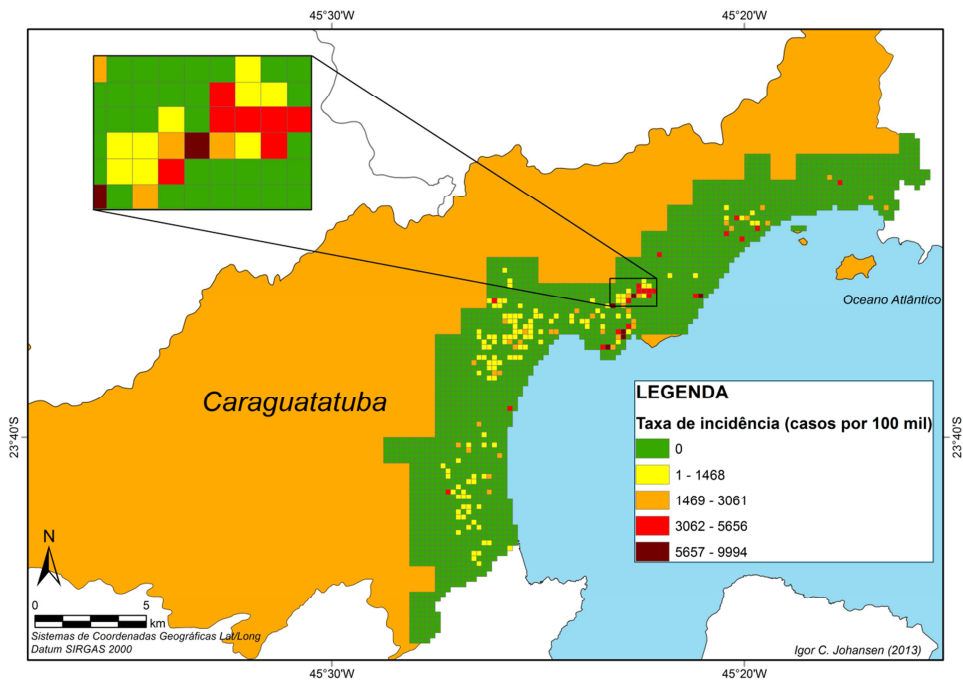 45°30'W
45°20'W
Oceano Atlântico
Caraguatatuba
LEGENDA
Taxa de incidência (casos por 100 mil)
0
1 - 1468
1469 - 3061
3062 - 5656
5657 - 9994
23°40'S
23°40'S
N
0 5
km
Sistemas de Coordenadas Geográficas Lat/Long
Datum SIRGAS 2000
Igor C. Johansen (2013)
45°30'W
45°20'W